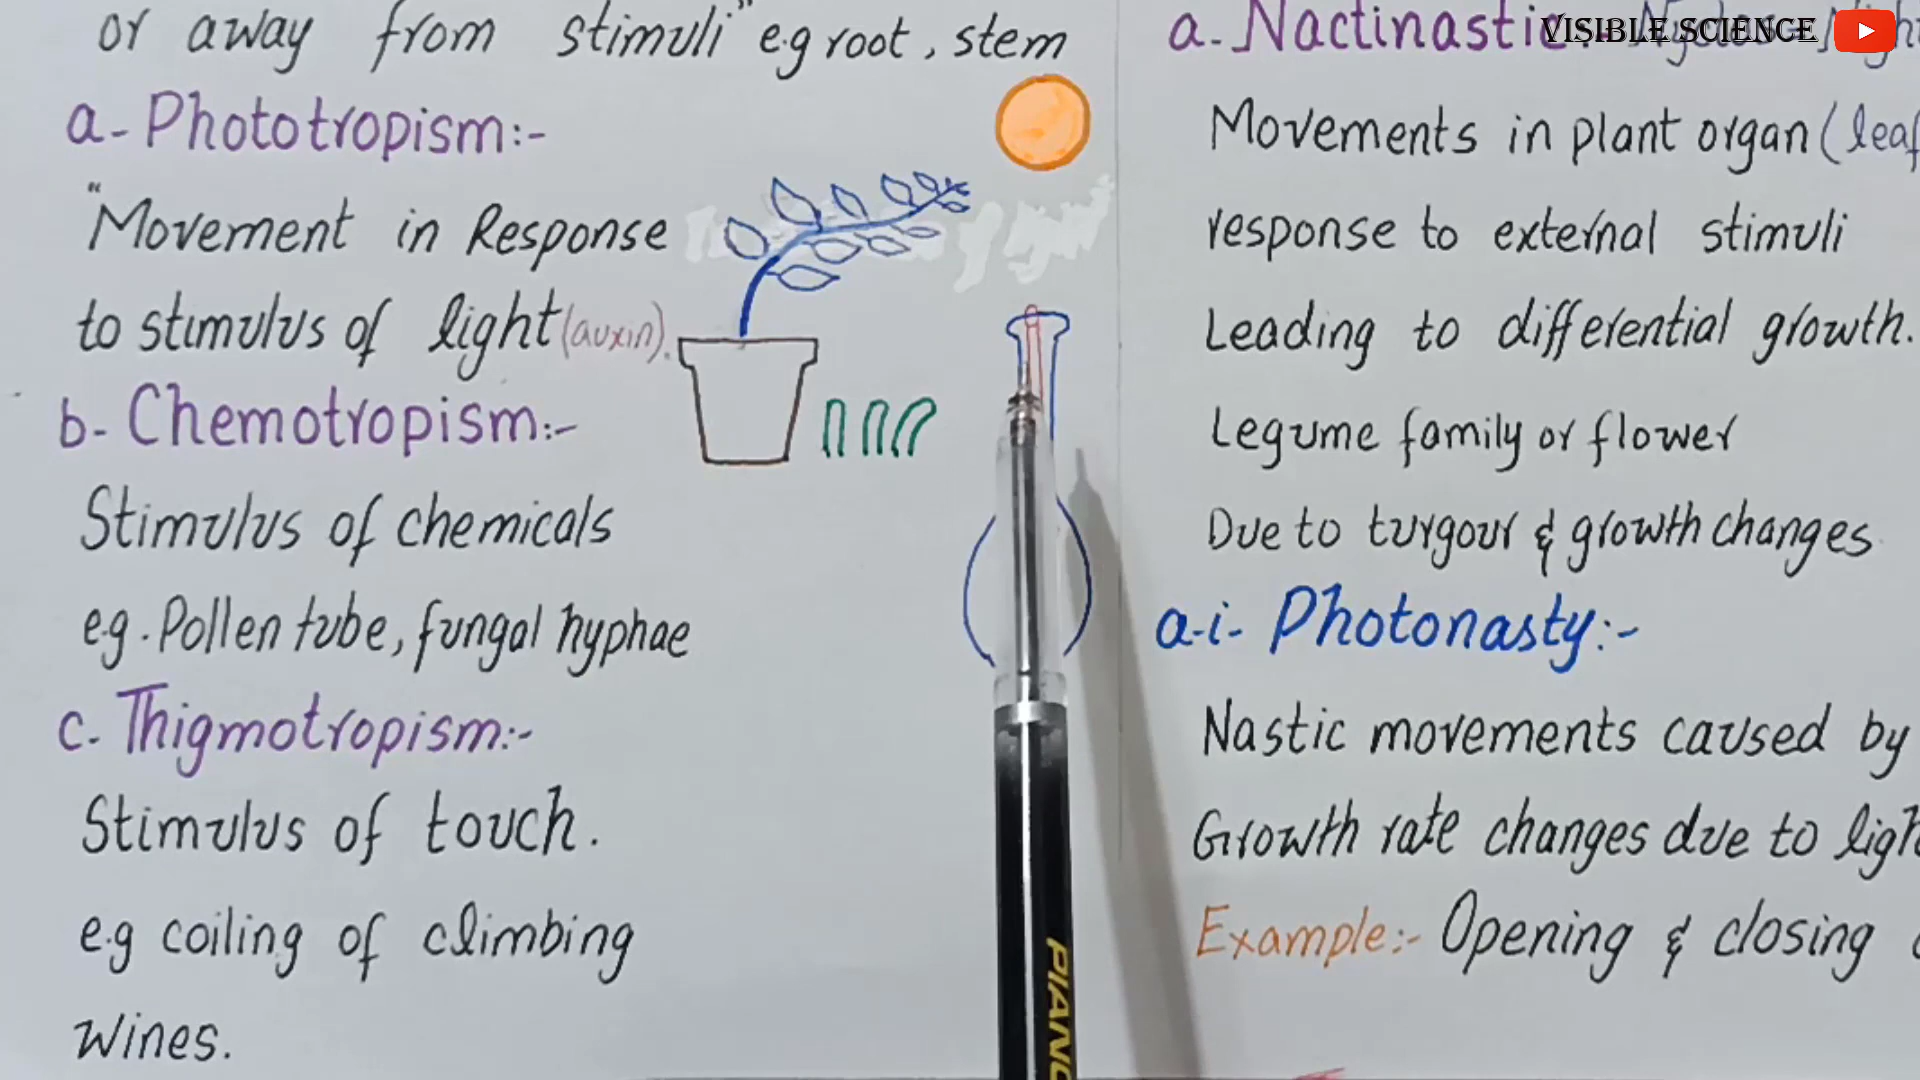 or away from stimuli" e.g root, stem
a- Phototropism:-
"Movement in Response
to stimulus of light (auxin).
b- Chemotropism:-
Stimulus of chemicals
e.g. Pollen tube, fungal hyphae
c. Thigmotropism:-
Stimulus of touch.
e.g coiling of climbing
wines.
a. Nactinastic:-
VISIBLE SCIENCE
Movements in plant organ (leaf
response to external stimuli
Leading to differential growth.
Legume family or flower
Due to turgour & growth changes
a-i- Photonasty:-
Nastic movements caused by
Growth rate changes due to ligh
Example:- Opening & closing
PIANO